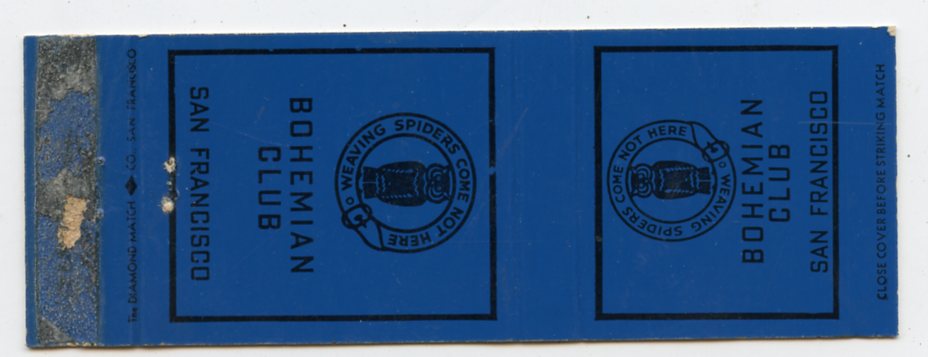 The DIAMOND MATCH CO. SAN FRANCISCO
WEAVING SPIDERS COME NOT HERE
BOHEMIAN
CLUB
SAN FRANCISCO
WEAVING SPIDERS COME NOT HERE
BOHEMIAN
CLUB
SAN FRANCISCO
CLOSE COVER BEFORE STRIKING MATCH